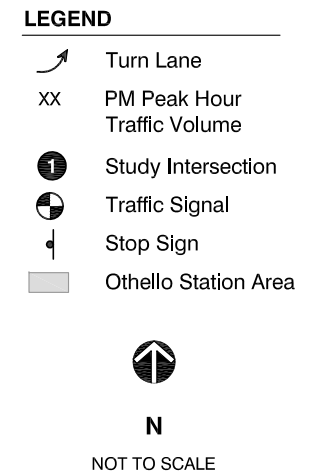 LEGEND
Turn Lane
XX PM Peak Hour
Traffic Volume
1 Study Intersection
Traffic Signal
Stop Sign
Othello Station Area
N
NOT TO SCALE